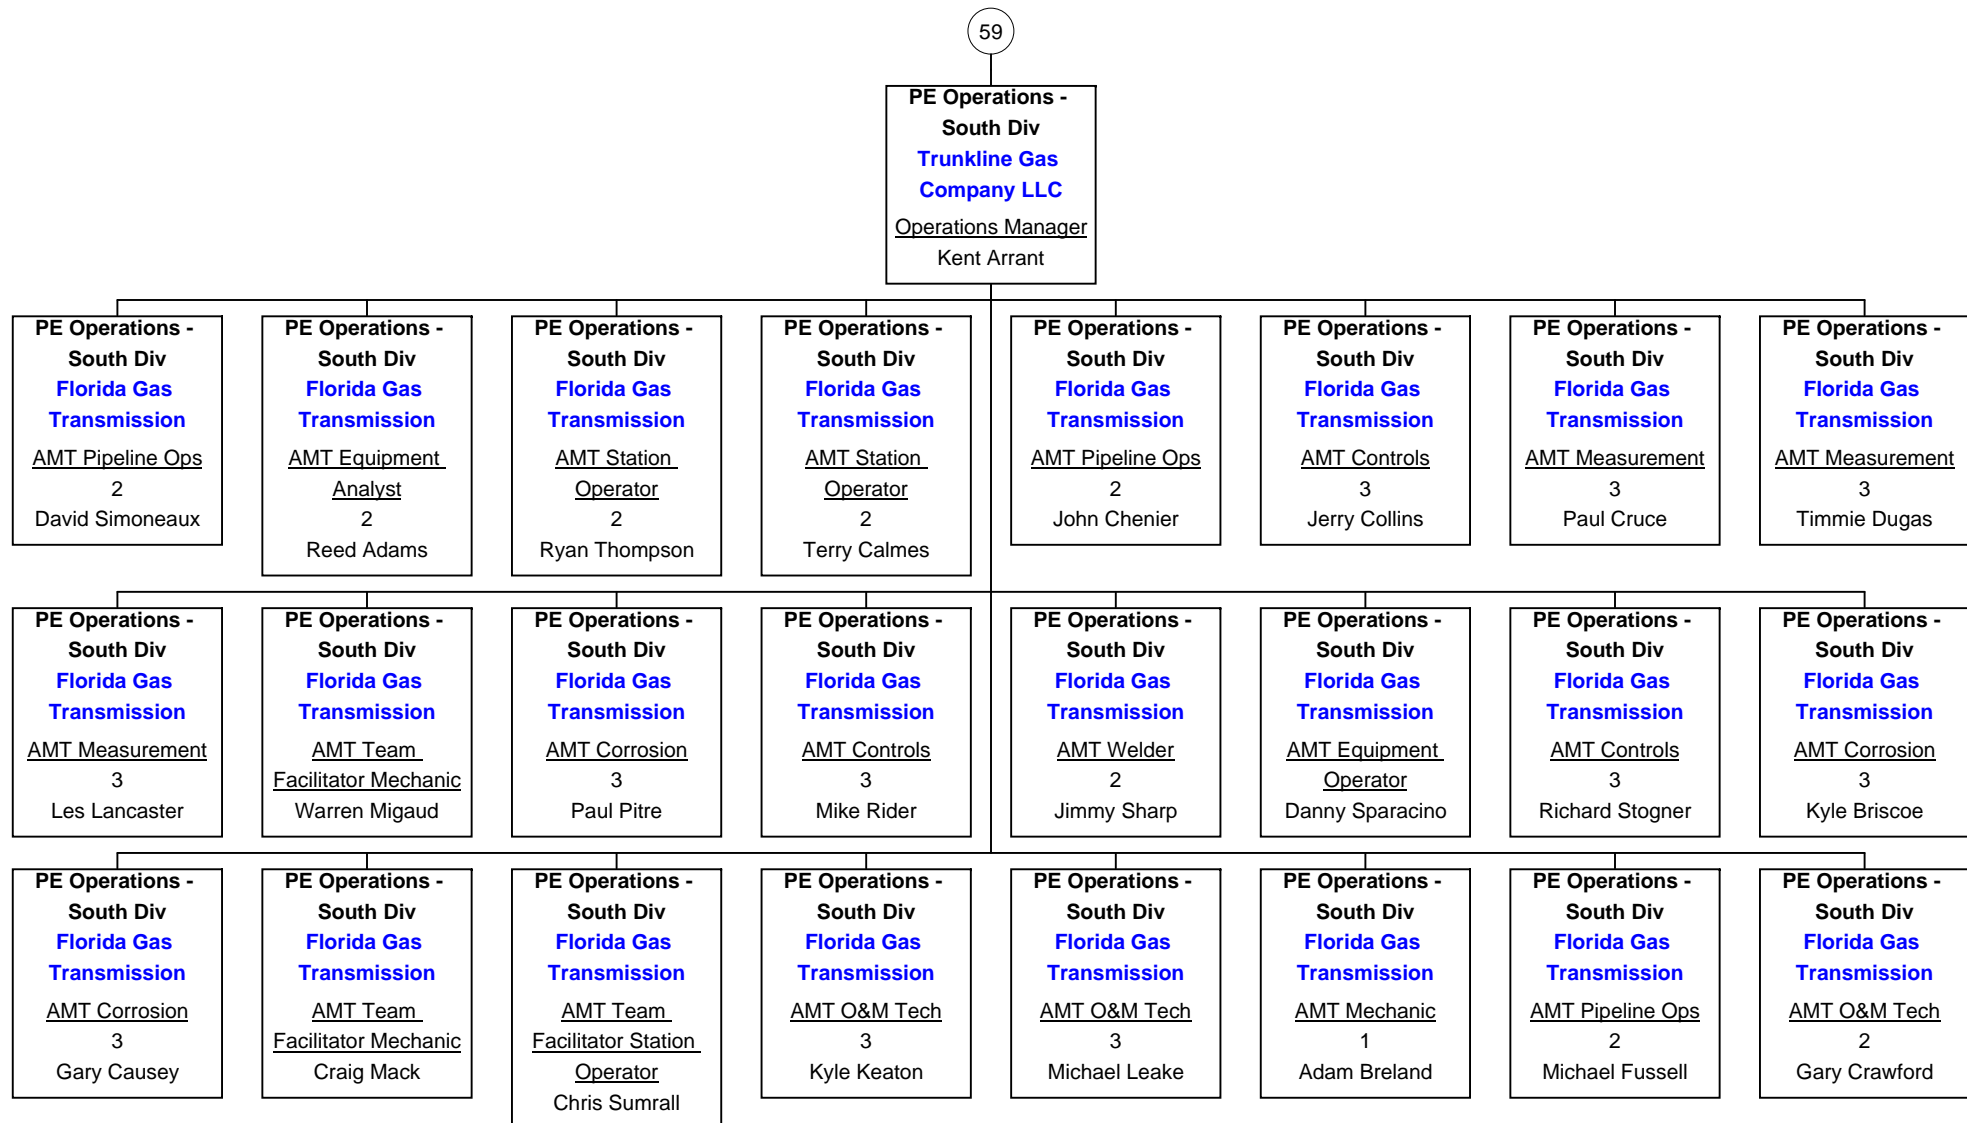 59
PE Operations -
South Div
Trunkline Gas
Company LLC
Operations Manager
Kent Arrant
PE Operations -
South Div
Florida Gas
Transmission
AMT Pipeline Ops
2
David Simoneaux
PE Operations -
South Div
Florida Gas
Transmission
AMT Equipment
Analyst
2
Reed Adams
PE Operations -
South Div
Florida Gas
Transmission
AMT Station
Operator
2
Ryan Thompson
PE Operations -
South Div
Florida Gas
Transmission
AMT Station
Operator
2
Terry Calmes
PE Operations -
South Div
Florida Gas
Transmission
AMT Pipeline Ops
2
John Chenier
PE Operations -
South Div
Florida Gas
Transmission
AMT Controls
3
Jerry Collins
PE Operations -
South Div
Florida Gas
Transmission
AMT Measurement
3
Paul Cruce
PE Operations -
South Div
Florida Gas
Transmission
AMT Measurement
3
Timmie Dugas
PE Operations -
South Div
Florida Gas
Transmission
AMT Measurement
3
Les Lancaster
PE Operations -
South Div
Florida Gas
Transmission
AMT Team
Facilitator Mechanic
Warren Migaud
PE Operations -
South Div
Florida Gas
Transmission
AMT Corrosion
3
Paul Pitre
PE Operations -
South Div
Florida Gas
Transmission
AMT Controls
3
Mike Rider
PE Operations -
South Div
Florida Gas
Transmission
AMT Welder
2
Jimmy Sharp
PE Operations -
South Div
Florida Gas
Transmission
AMT Equipment
Operator
Danny Sparacino
PE Operations -
South Div
Florida Gas
Transmission
AMT Controls
3
Richard Stogner
PE Operations -
South Div
Florida Gas
Transmission
AMT Corrosion
3
Kyle Briscoe
PE Operations -
South Div
Florida Gas
Transmission
AMT Corrosion
3
Gary Causey
PE Operations -
South Div
Florida Gas
Transmission
AMT Team
Facilitator Mechanic
Craig Mack
PE Operations -
South Div
Florida Gas
Transmission
AMT Team
Facilitator Station
Operator
Chris Sumrall
PE Operations -
South Div
Florida Gas
Transmission
AMT O&M Tech
3
Kyle Keaton
PE Operations -
South Div
Florida Gas
Transmission
AMT O&M Tech
3
Michael Leake
PE Operations -
South Div
Florida Gas
Transmission
AMT Mechanic
1
Adam Breland
PE Operations -
South Div
Florida Gas
Transmission
AMT Pipeline Ops
2
Michael Fussell
PE Operations -
South Div
Florida Gas
Transmission
AMT O&M Tech
2
Gary Crawford